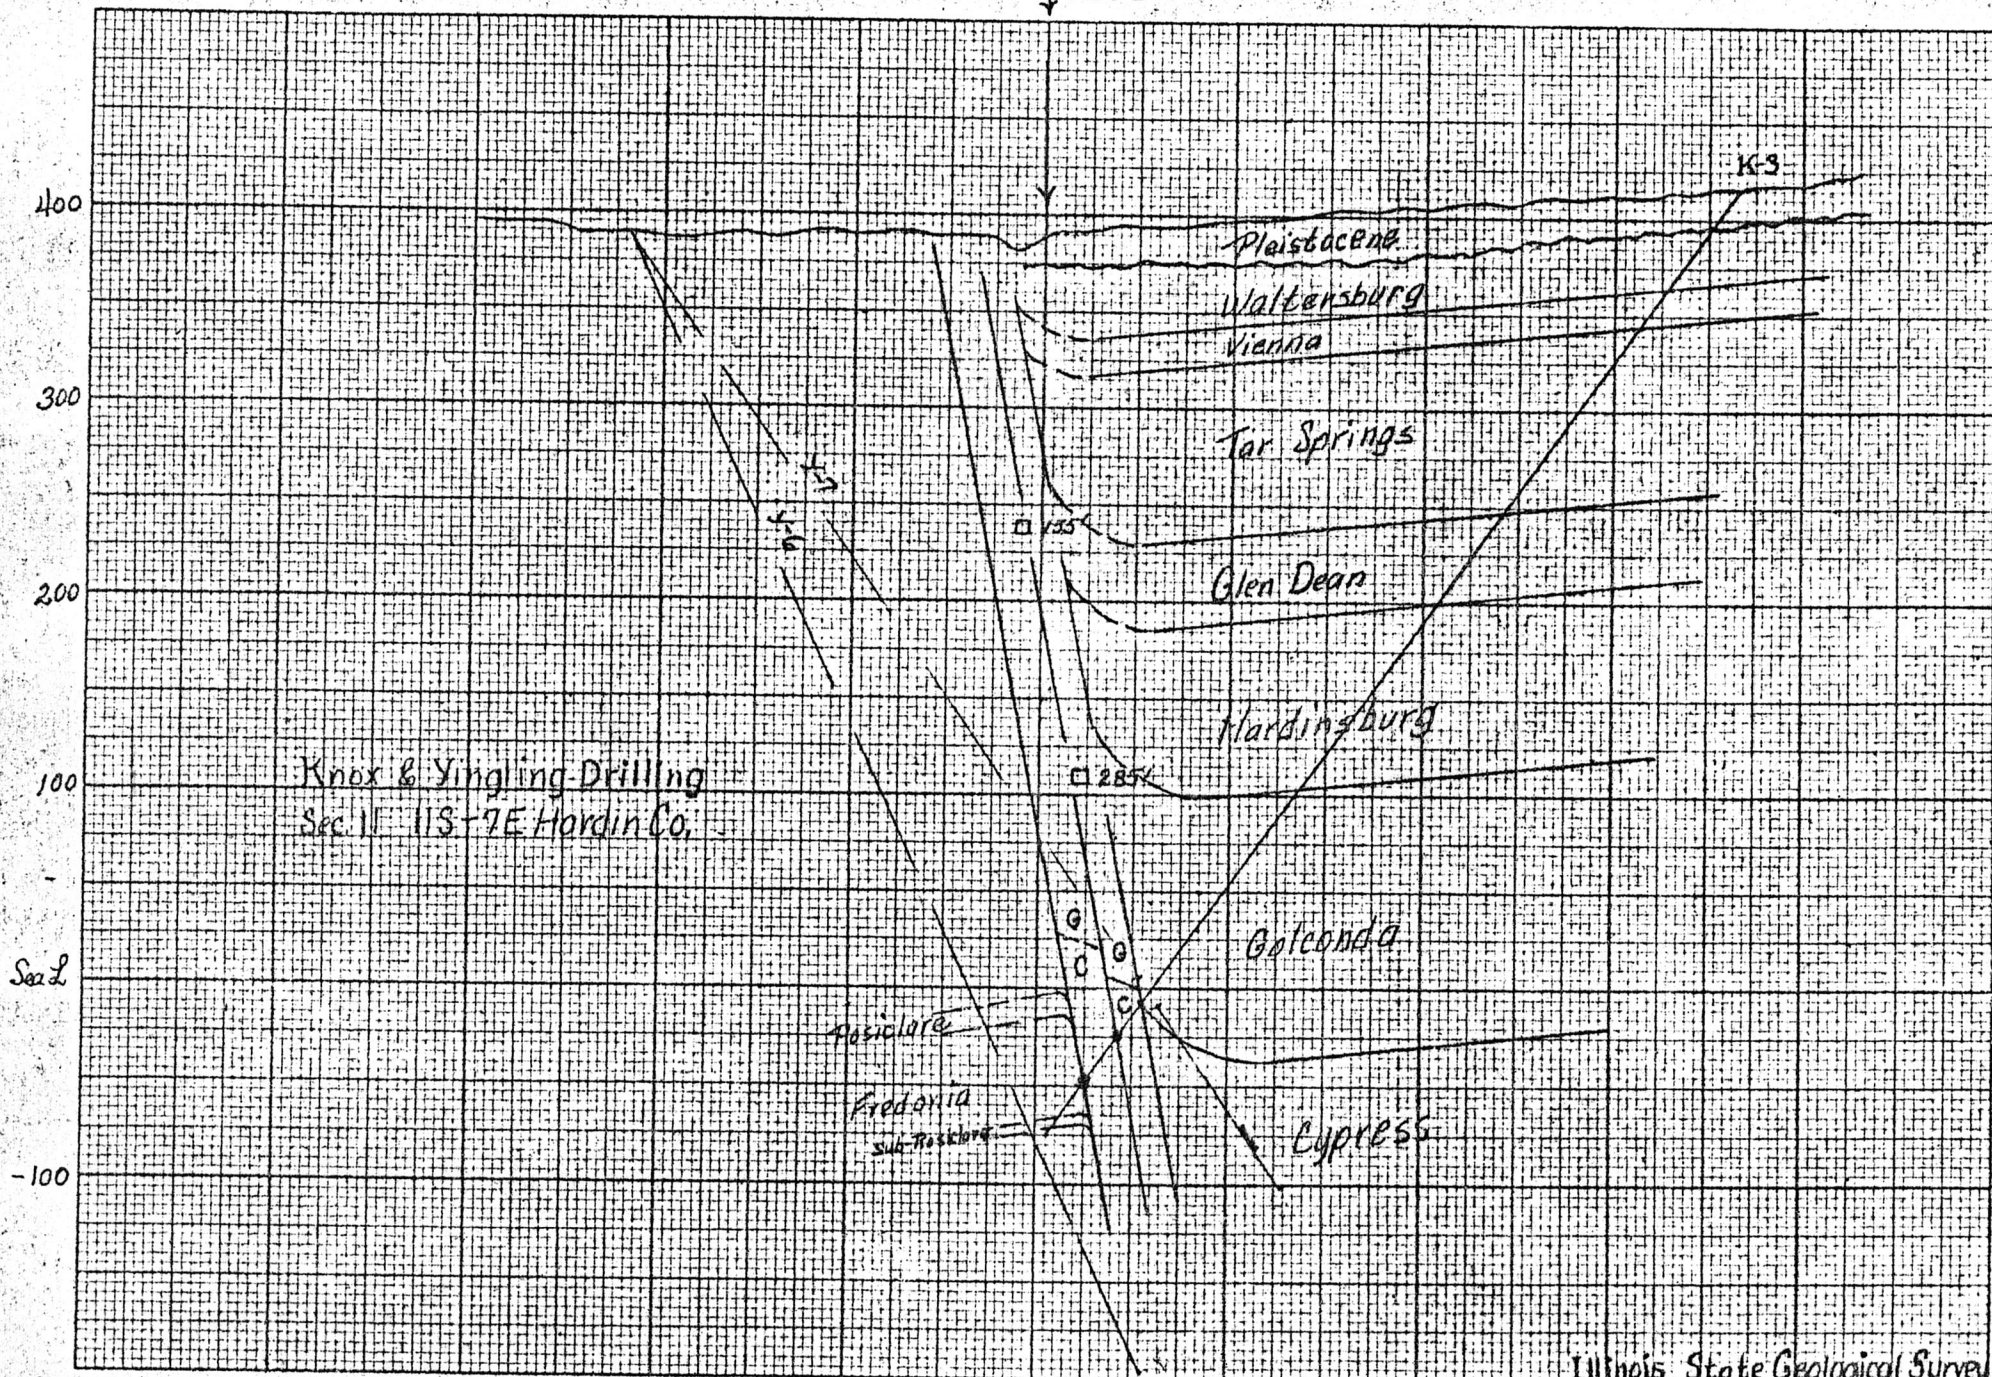 K-3
400
Pleistocene
Waltersburg
Vienna
300
Tar Springs
Y-7
Y-6
155'
Glen Dean
200
Hardinsburg
Knox & Yingling Drilling
Sec. 11 11S-7E Hardin Co.
100
285'
G
G
Golconda
C
Sea L
C
Rosiclare
Fredonia
Sub-Rosiclare
Cypress
-100
Illinois State Geological Survey